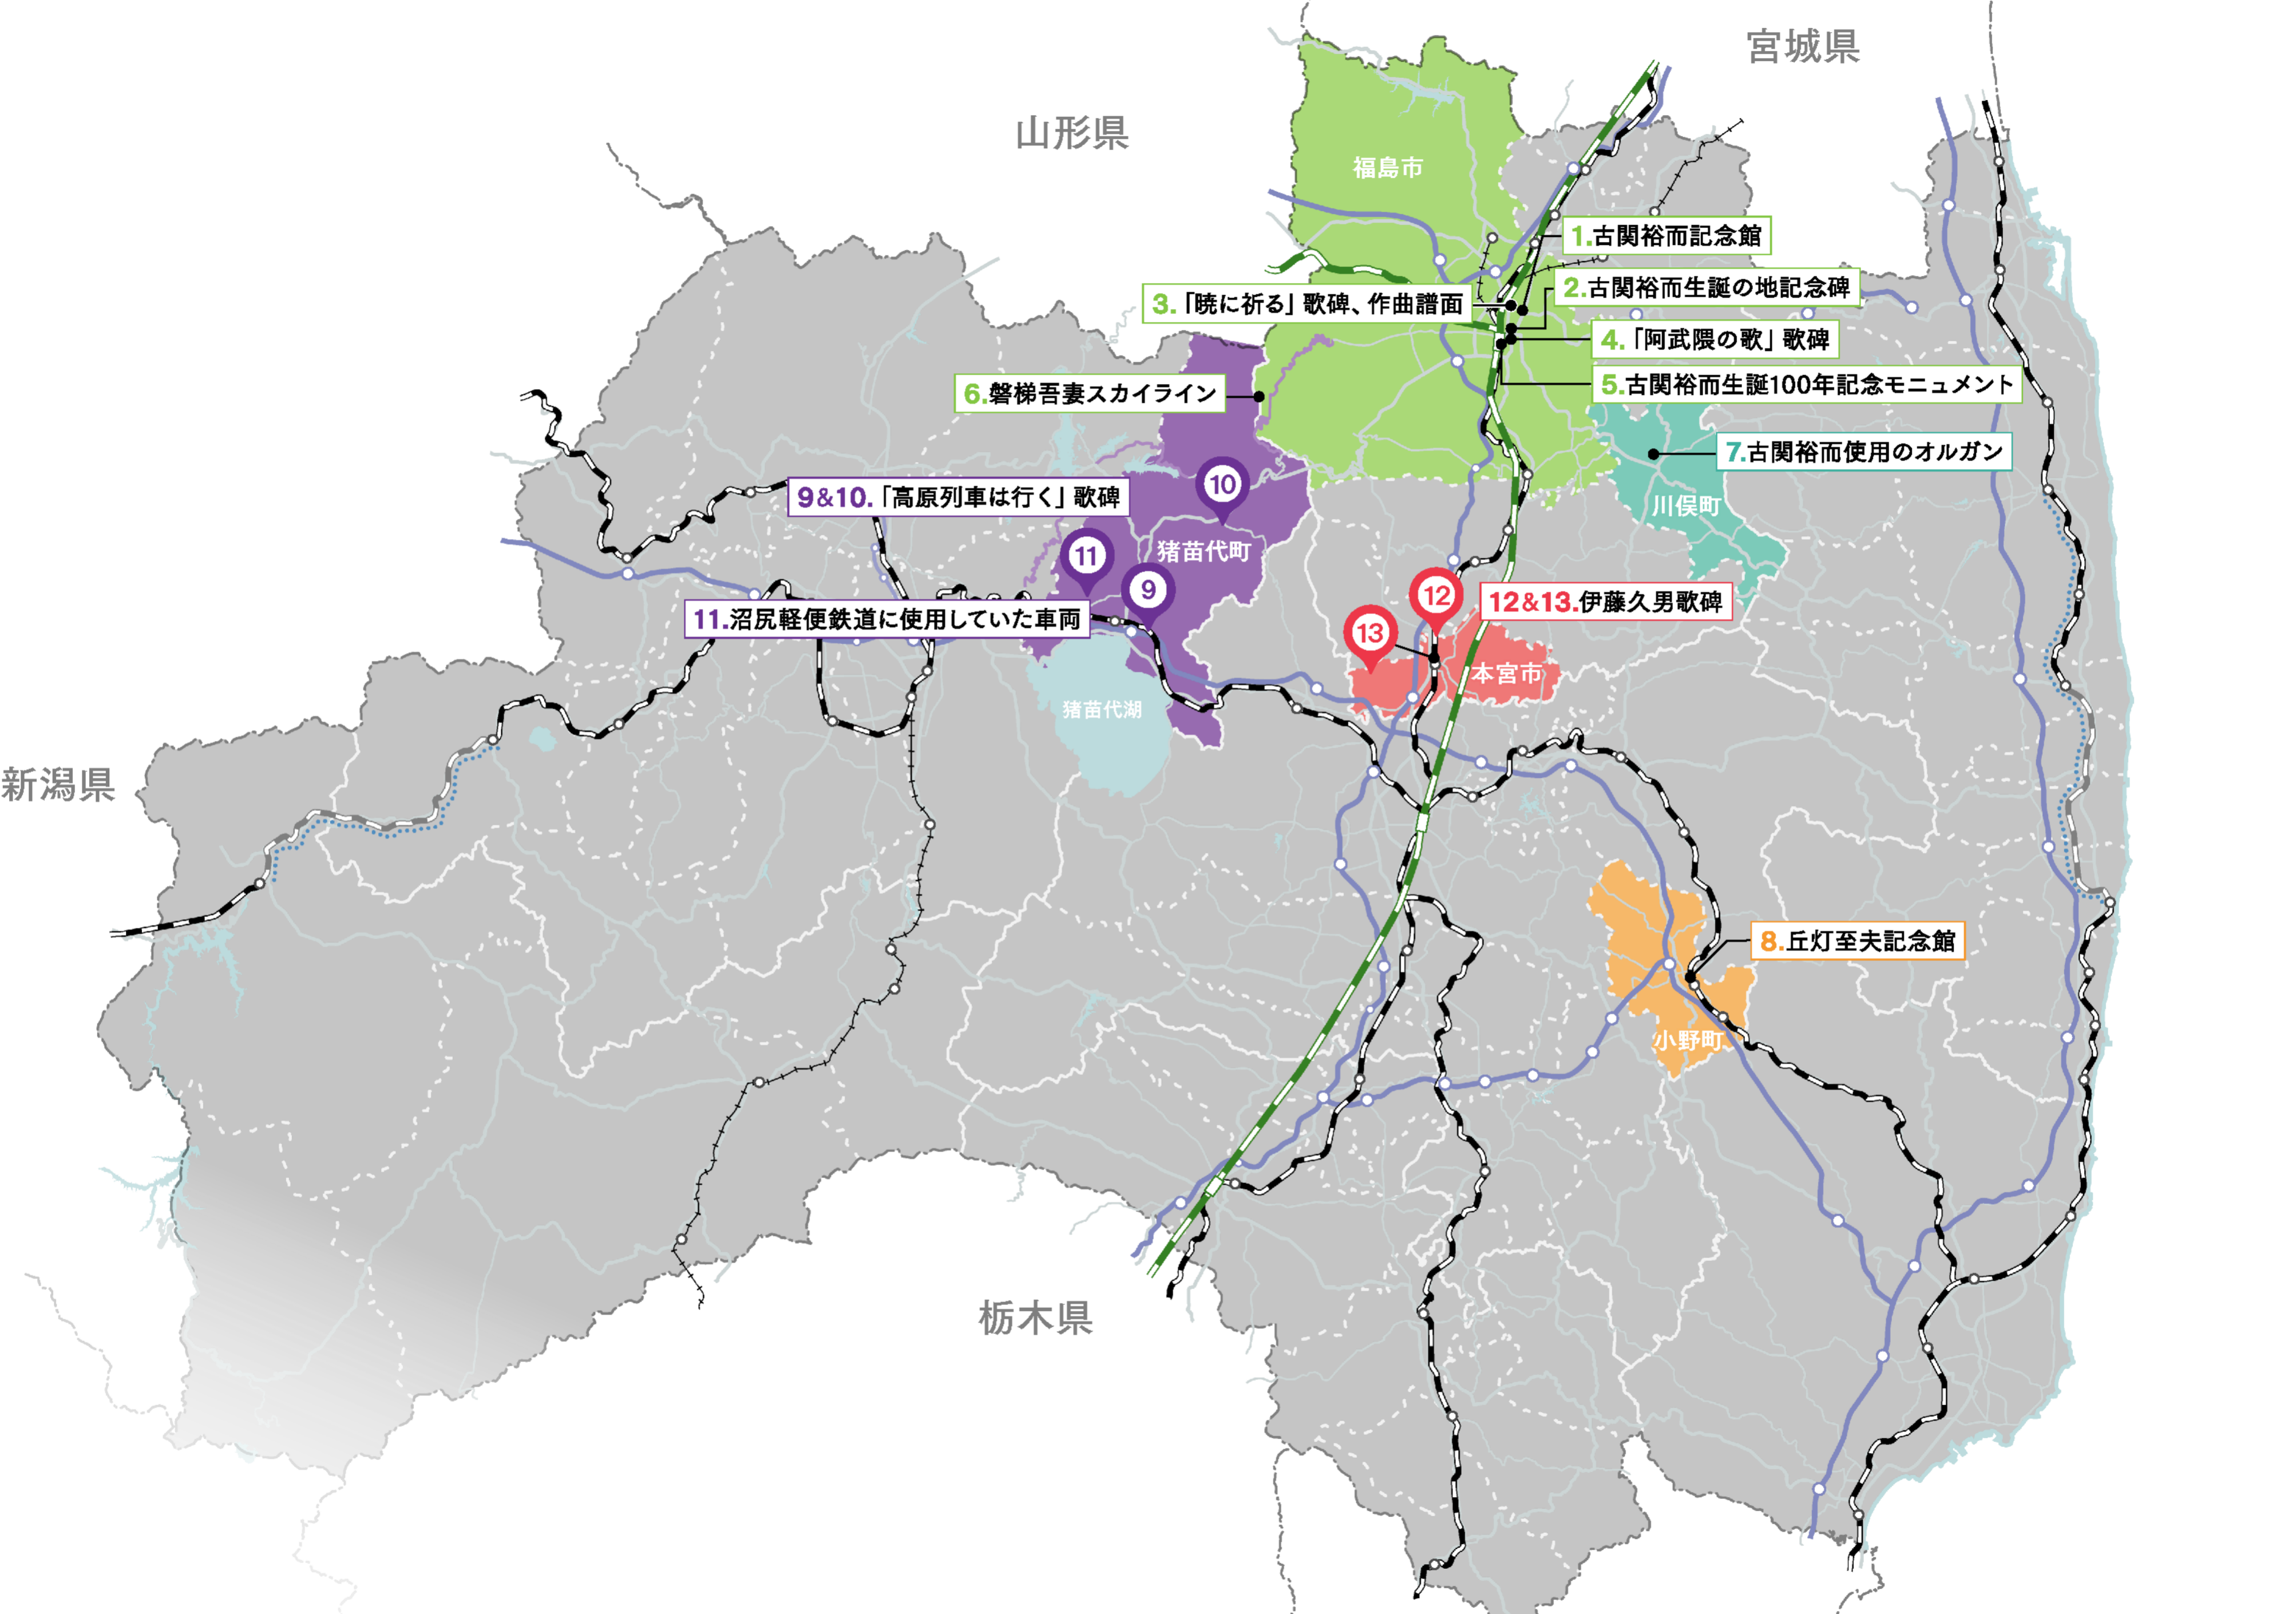 宮城県
山形県
福島市
1.古関裕而記念館
2.古関裕而生誕の地記念碑
3.「暁に祈る」歌碑、作曲譜面
4.「阿武隈の歌」歌碑
5.古関裕而生誕100年記念モニュメント
6.磐梯吾妻スカイライン
7.古関裕而使用のオルガン
川俣町
9&10.「高原列車は行く」歌碑
10
11
猪苗代町
9
11.沼尻軽便鉄道に使用していた車両
12
12&13.伊藤久男歌碑
13
本宮市
猪苗代湖
新潟県
8.丘灯至夫記念館
小野町
栃木県